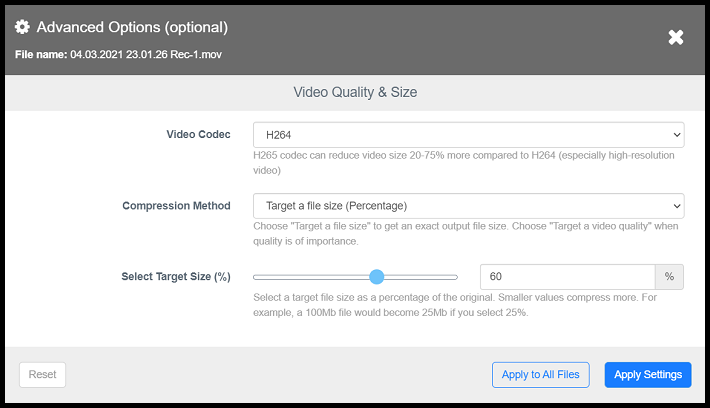 Advanced Options (optional)
File name: 04.03.2021 23.01.26 Rec-1.mov
Video Quality & Size
Video Codec
H264
H265 codec can reduce video size 20-75% more compared to H264 (especially high-resolution
video)
Compression Method
Target a file size (Percentage)
Choose "Target a file size" to get an exact output file size. Choose "Target a video quality" when
quality is of importance.
Select Target Size (%)
60
%
Select a target file size as a percentage of the original. Smaller values compress more. For
example, a 100Mb file would become 25Mb if you select 25%.
Reset
Apply to All Files
Apply Settings